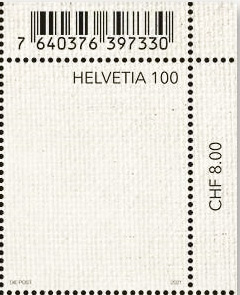 7 640376 397330
HELVETIA 100
CHF 8.00
DIE POST 2021